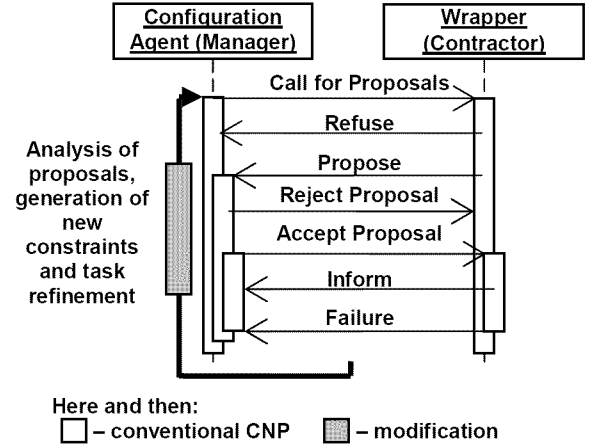 Configuration
Agent (Manager)
Wrapper
(Contractor)
Call for Proposals
Refuse
Propose
Reject Proposal
Accept Proposal
Inform
Failure
Analysis of
proposals,
generation of
new
constraints
and task
refinement
Here and then:
– conventional CNP
– modification